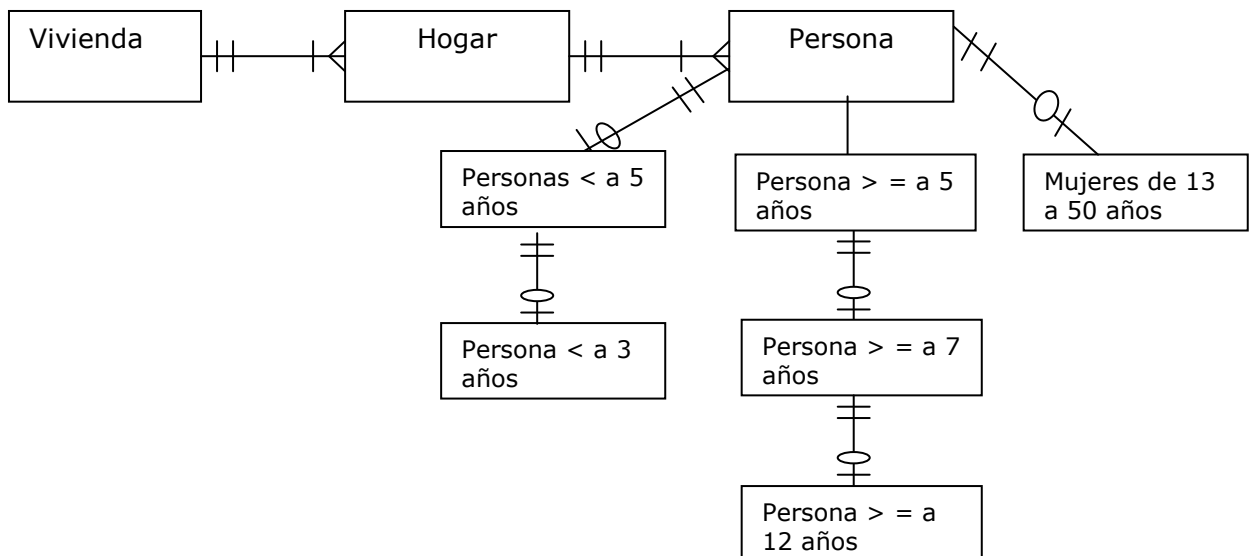 Vivienda
Hogar
Persona
Personas < a 5
años
Persona > = a 5
años
Mujeres de 13
a 50 años
Persona < a 3
años
Persona > = a 7
años
Persona > = a
12 años